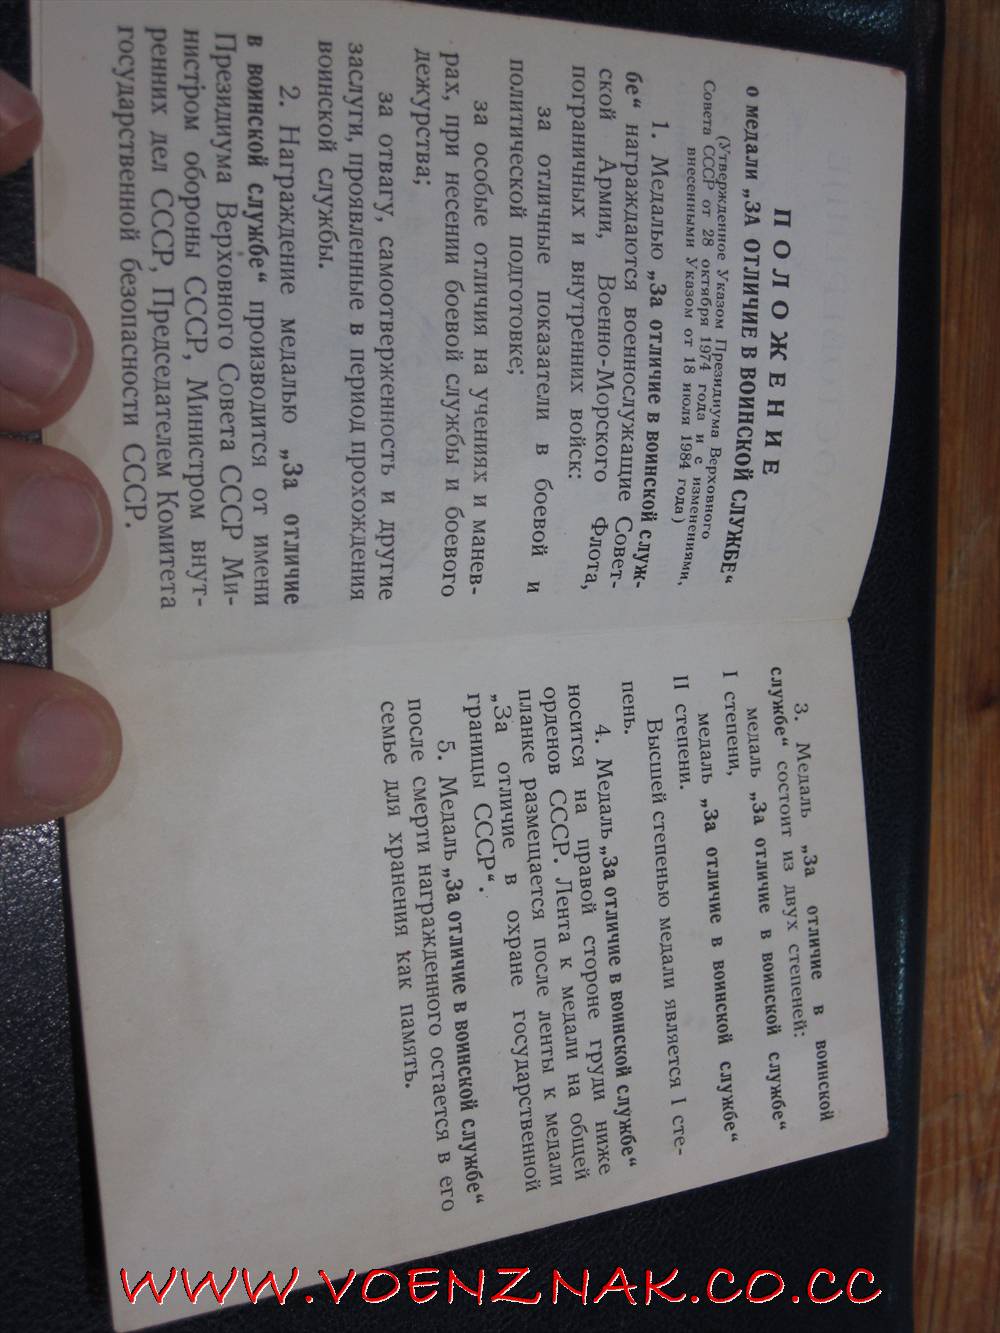 ПОЛОЖЕНИЕ
о медали „ЗА ОТЛИЧИЕ В ВОИНСКОЙ СЛУЖБЕ“
(Утвержденное Указом Президиума Верховного
Совета СССР от 28 октября 1974 года и с изменениями,
внесенными Указом от 18 июля 1984 года)
1. Медалью „За отличие в воинской служ-
бе“ награждаются военнослужащие Совет-
ской Армии, Военно-Морского Флота,
пограничных и внутренних войск:
за отличные показатели в боевой и
политической подготовке;
за особые отличия на учениях и манев-
рах, при несении боевой службы и боевого
дежурства;
за отвагу, самоотверженность и другие
заслуги, проявленные в период прохождения
воинской службы.
2. Награждение медалью „За отличие
в воинской службе“ производится от имени
Президиума Верховного Совета СССР Ми-
нистром обороны СССР, Министром внут-
ренних дел СССР, Председателем Комитета
государственной безопасности СССР.
3. Медаль „За отличие в воинской
службе“ состоит из двух степеней:
медаль „За отличие в воинской службе“
I степени,
медаль „За отличие в воинской службе“
II степени.
Высшей степенью медали является I сте-
пень.
4. Медаль „За отличие в воинской службе“
носится на правой стороне груди ниже
орденов СССР. Лента к медали на общей
планке размещается после ленты к медали
„За отличие в охране государственной
границы СССР“.
5. Медаль „За отличие в воинской службе“
после смерти награжденного остается в его
семье для хранения как память.
WWW.VOENZNAK.CO.CC